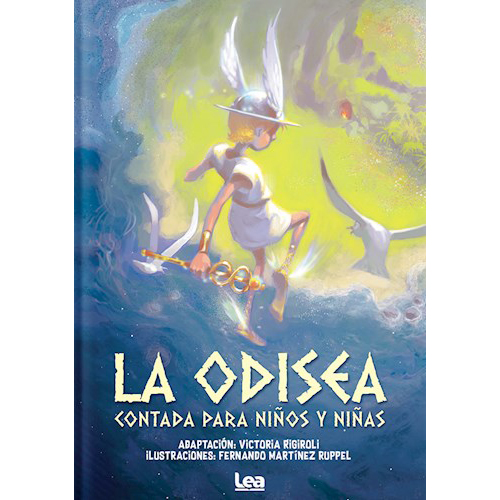 LA ODISEA
CONTADA PARA NIÑOS Y NIÑAS
ADAPTACIÓN: VICTORIA RIGIROLI
ILUSTRACIONES: FERNANDO MARTÍNEZ RUPPEL
Lea